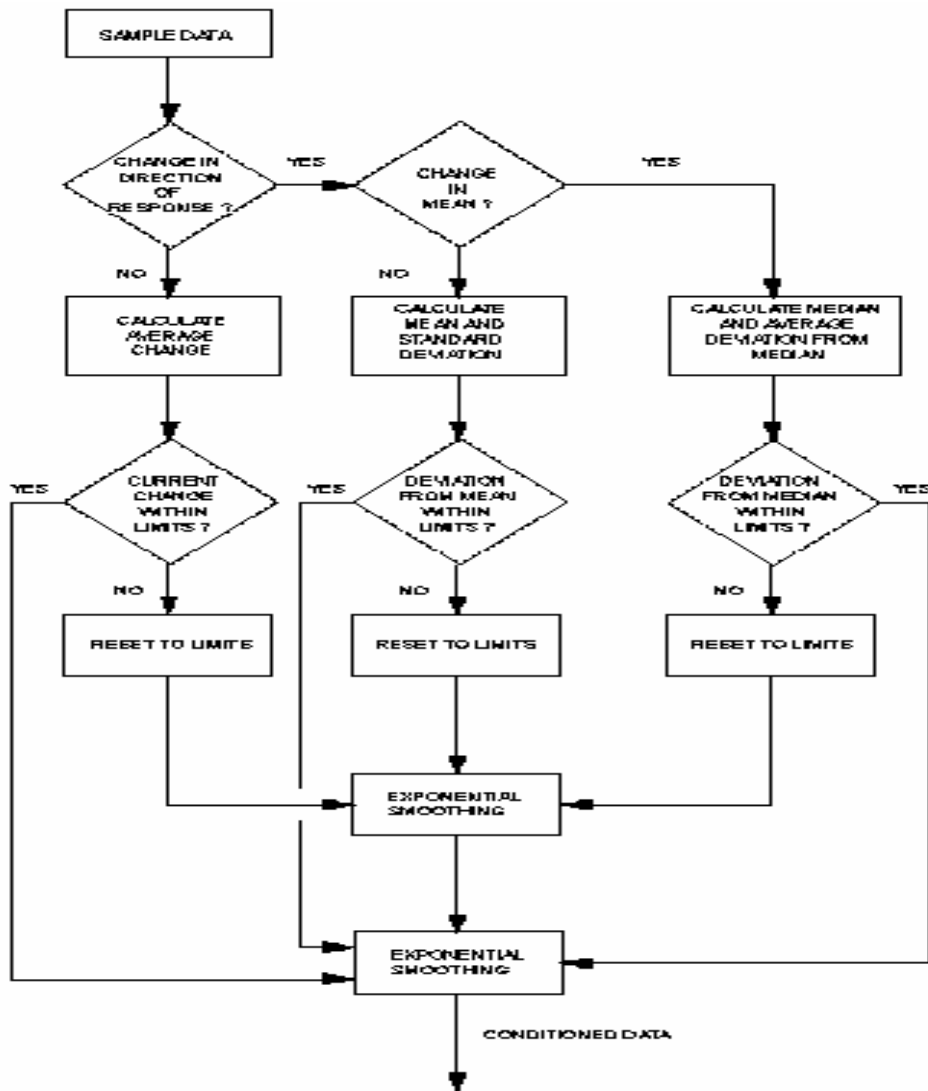 SAMPLE DATA
CHANGE IN
DIRECTION
OF
RESPONSE ?
YES
CHANGE
IN
MEAN ?
YES
NO
NO
CALCULATE
AVERAGE
CHANGE
CALCULATE
MEAN AND
STANDARD
DEVIATION
CALCULATE MEDIAN
AND AVERAGE
DEVIATION FROM
MEDIAN
YES
CURRENT
CHANGE
WITHIN
LIMITS ?
YES
DEVIATION
FROM MEAN
WITHIN
LIMITS ?
DEVIATION
FROM MEDIAN
WITHIN
LIMITS ?
YES
NO
NO
NO
RESET TO LIMITS
RESET TO LIMITS
RESET TO LIMITS
EXPONENTIAL
SMOOTHING
EXPONENTIAL
SMOOTHING
CONDITIONED DATA